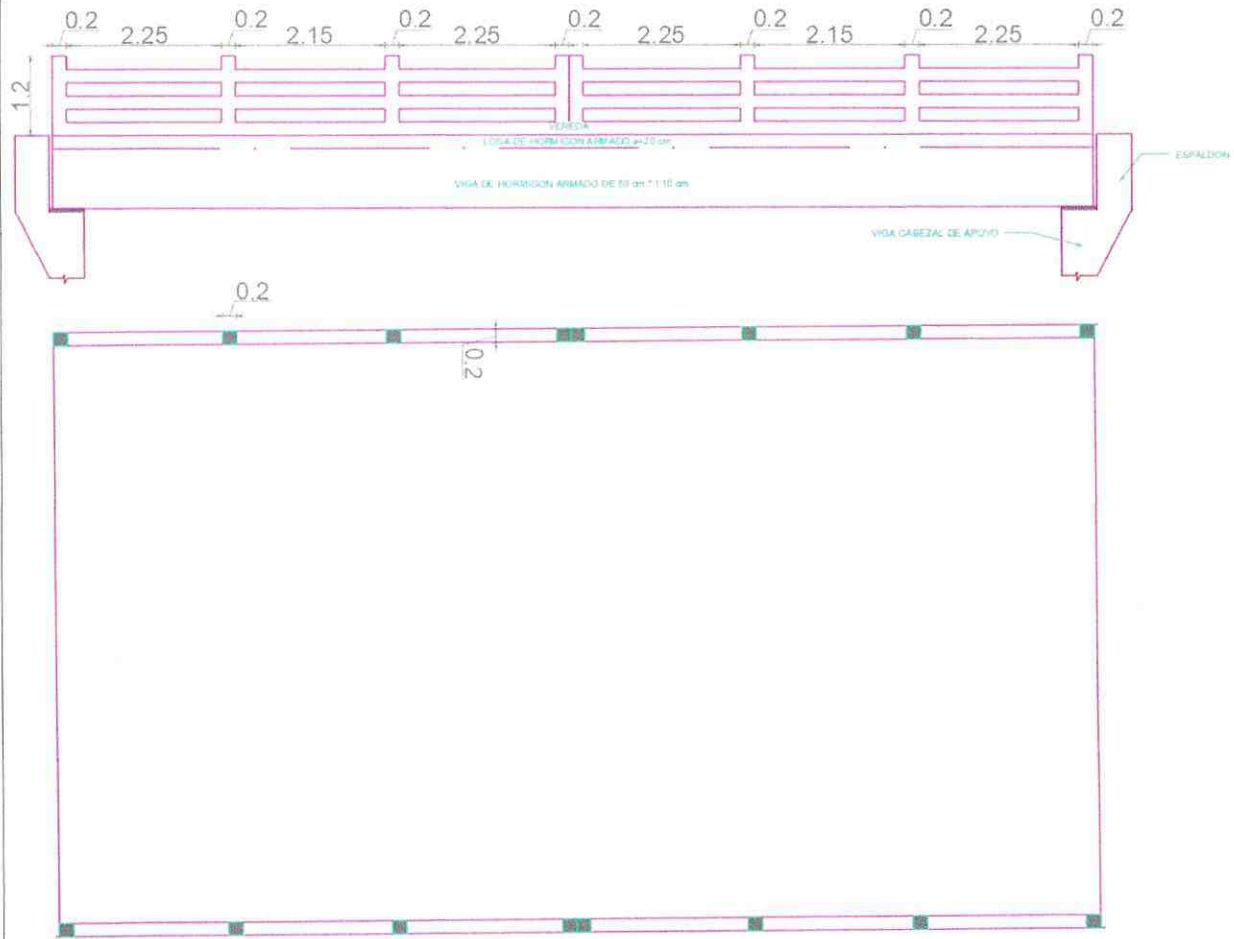 0.2 0.2 0.2 0.2 0.2 0.2 0.2
2.25 2.15 2.25 2.25 2.15 2.25
1.2
VEREDA
LOSA DE HORMIGON ARMADO e=20 cm
ESPALDON
VIGA DE HORMIGON ARMADO DE 50 cm * 1.10 cm
VIGA CABEZAL DE APOYO
0.2
0.2